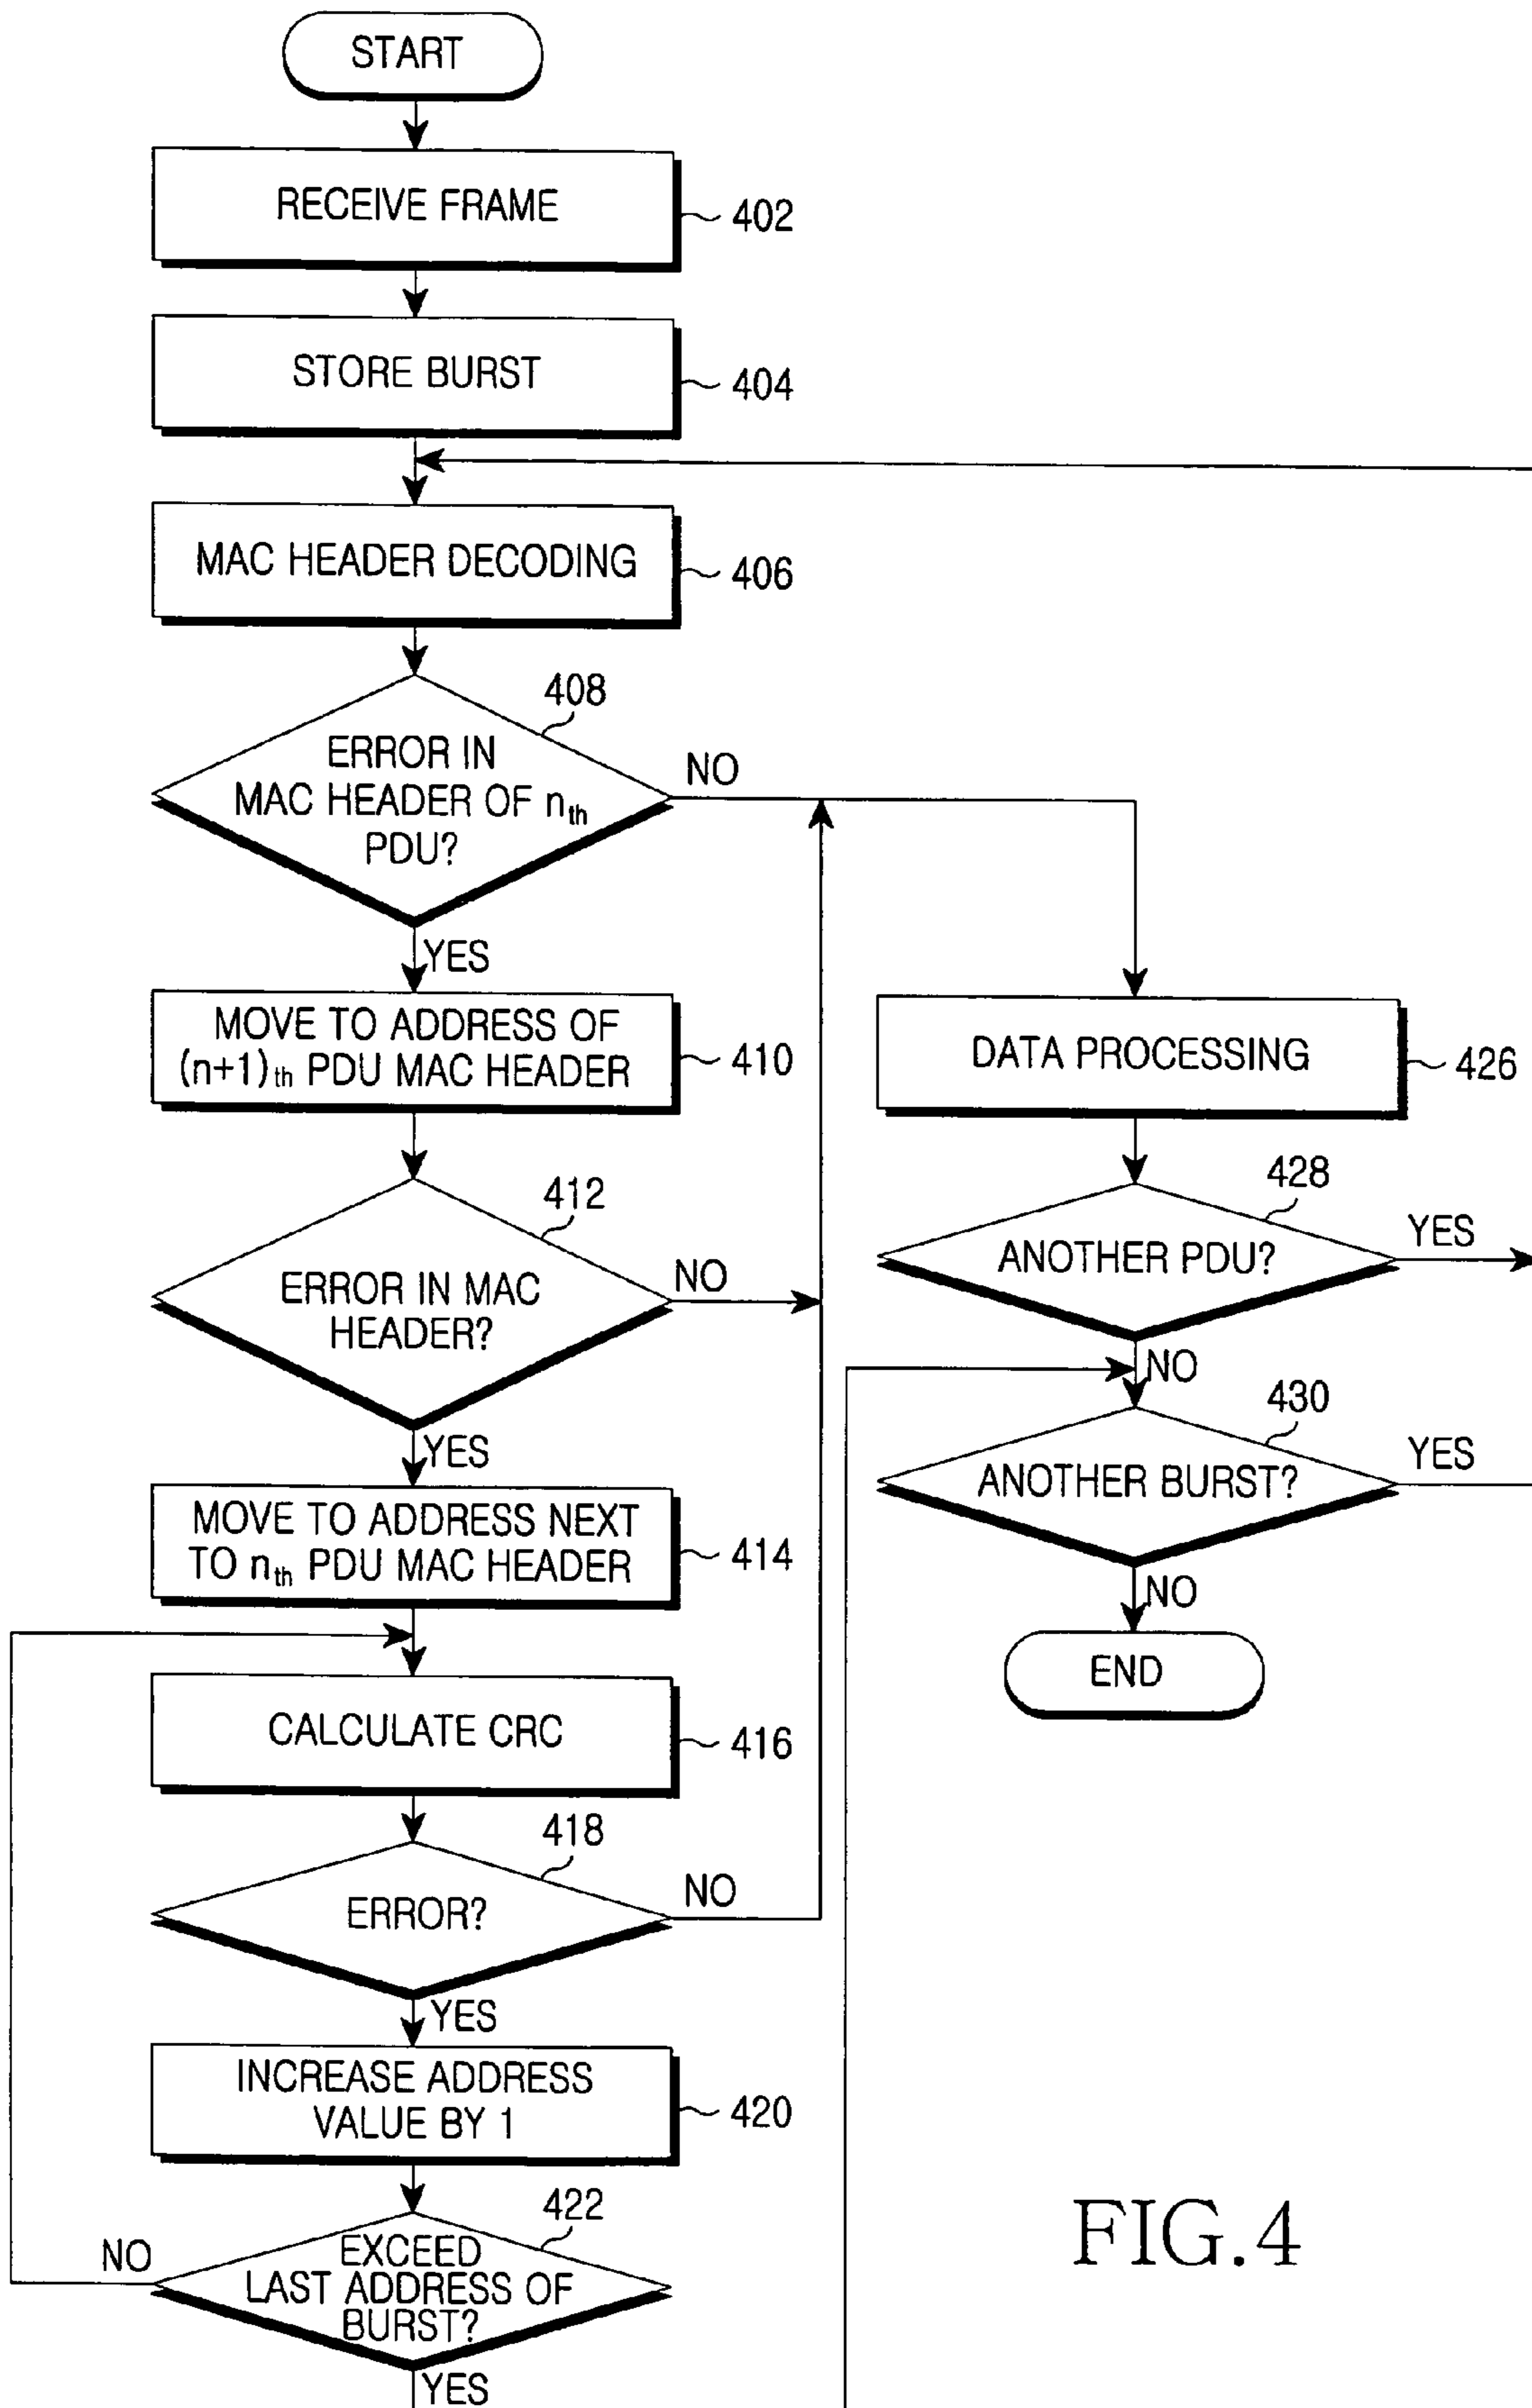 START
RECEIVE FRAME
402
STORE BURST
404
MAC HEADER DECODING
406
408
ERROR IN
MAC HEADER OF nth
PDU?
NO
YES
MOVE TO ADDRESS OF
(n+1)th PDU MAC HEADER
410
412
ERROR IN MAC
HEADER?
NO
YES
MOVE TO ADDRESS NEXT
TO nth PDU MAC HEADER
414
CALCULATE CRC
416
418
ERROR?
NO
YES
INCREASE ADDRESS
VALUE BY 1
420
422
EXCEED
LAST ADDRESS OF
BURST?
NO
YES
DATA PROCESSING
426
428
ANOTHER PDU?
YES
NO
430
ANOTHER BURST?
YES
NO
END
FIG.4